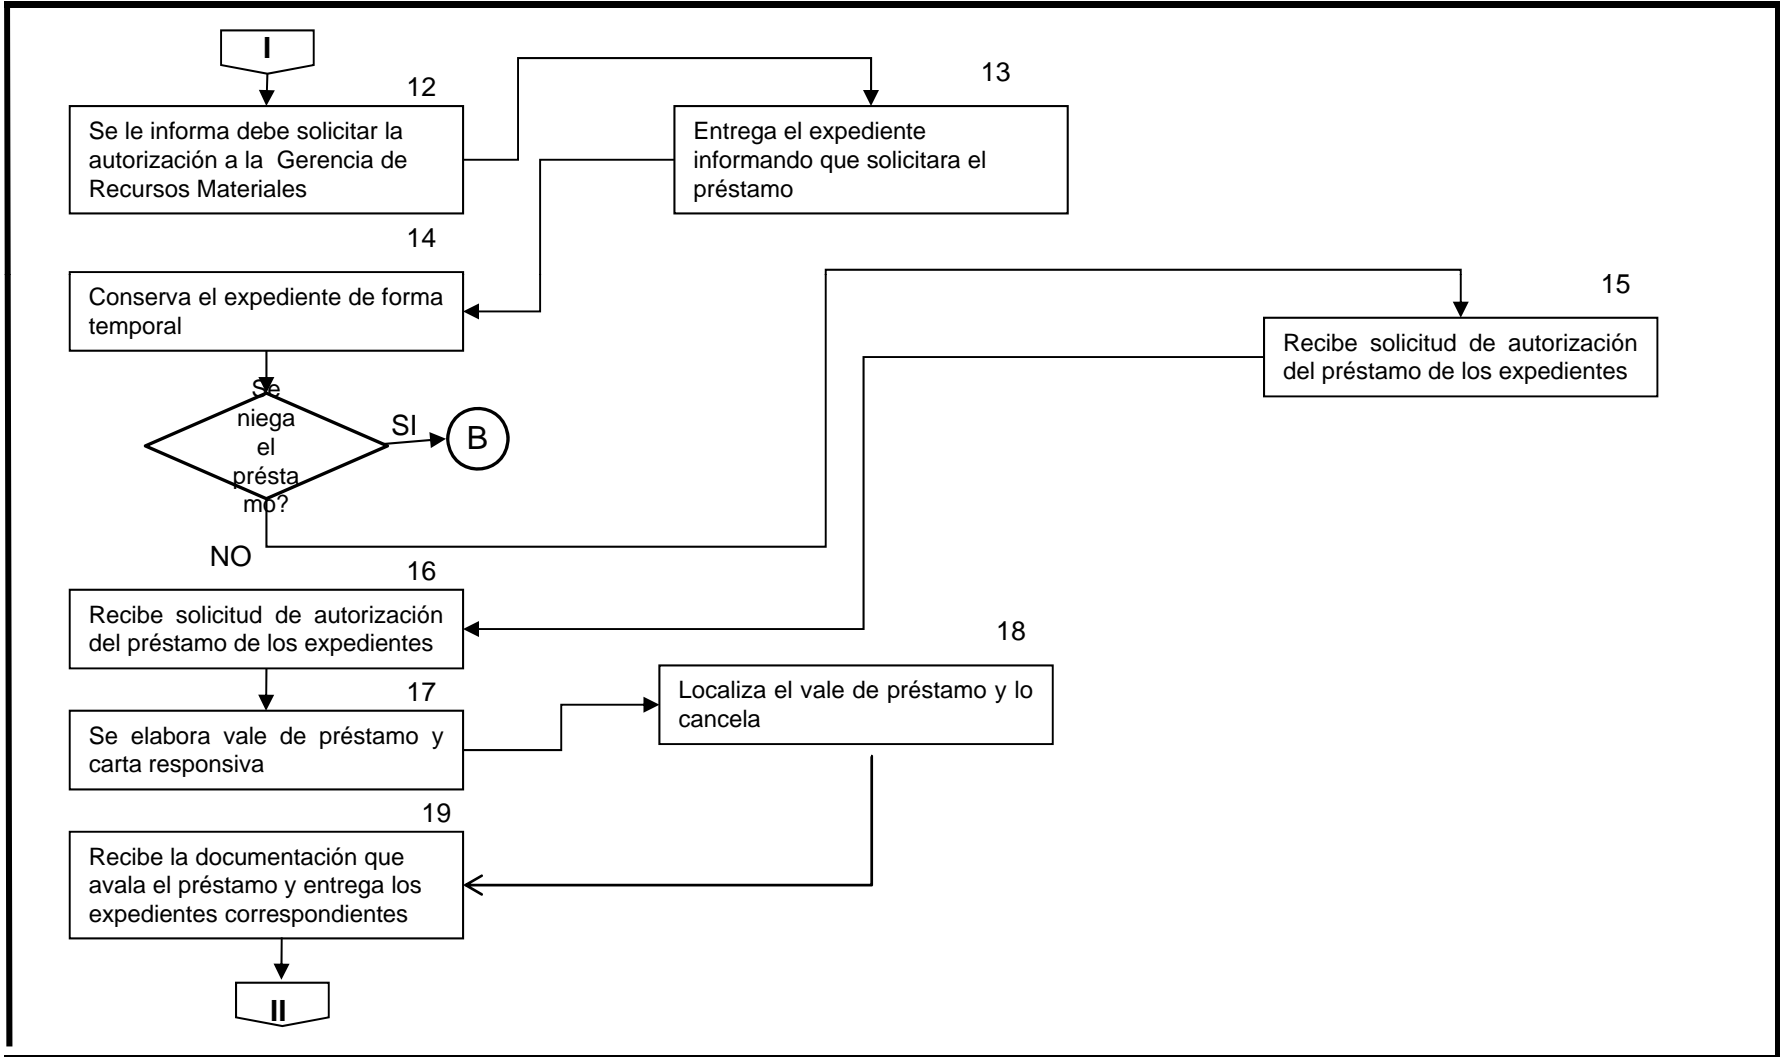 I
12
Se le informa debe solicitar la
autorización a la Gerencia de
Recursos Materiales
13
Entrega el expediente
informando que solicitara el
préstamo
14
Conserva el expediente de forma
temporal
15
Recibe solicitud de autorización
del préstamo de los expedientes
Se
niega
el
présta
mo?
SI
B
NO
16
Recibe solicitud de autorización
del préstamo de los expedientes
17
Se elabora vale de préstamo y
carta responsiva
18
Localiza el vale de préstamo y lo
cancela
19
Recibe la documentación que
avala el préstamo y entrega los
expedientes correspondientes
II